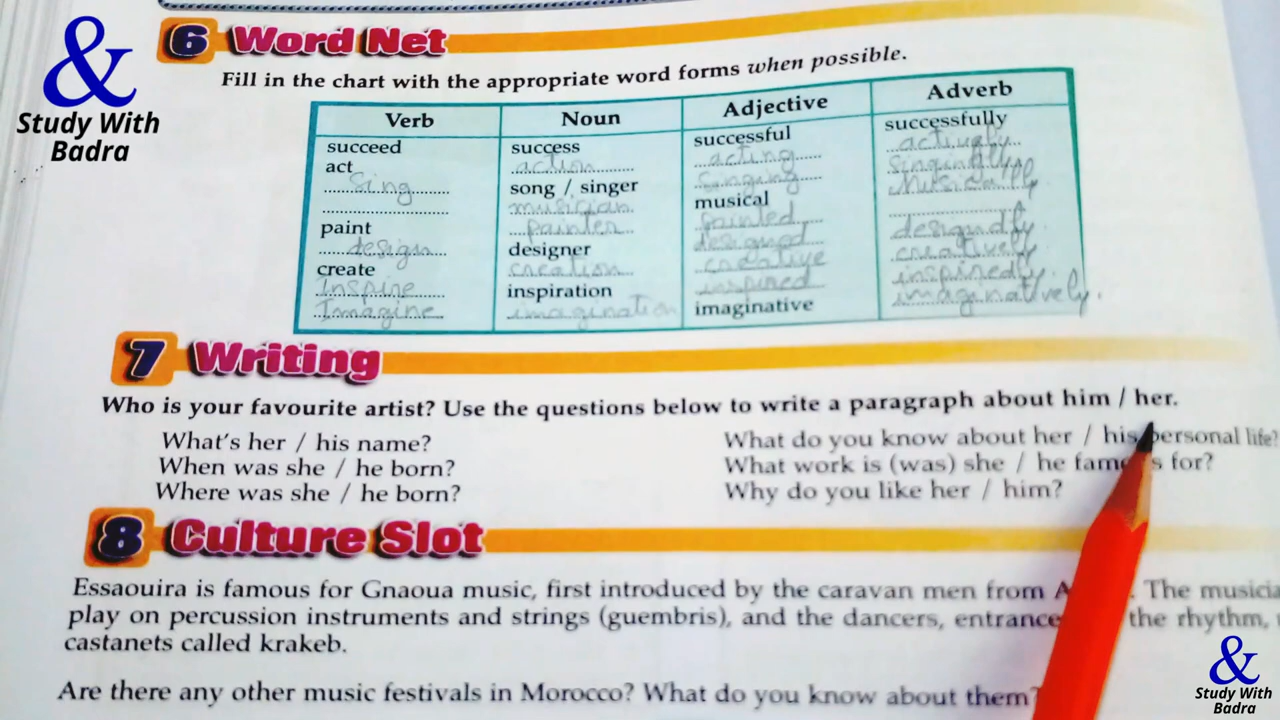 &
Study With
Badra
6 Word Net
Fill in the chart with the appropriate word forms when possible.
Verb Noun Adjective Adverb
succeed success successful successfully
act action acting actively
sing song / singer singing
musician musical musically
paint painter painted
design designer designed
create creation creative creatively
Inspire inspiration inspired inspiredly.
Imagine imagination imaginative imaginatively.
7 Writing
Who is your favourite artist? Use the questions below to write a paragraph about him / her.
What's her / his name? What do you know about her / his personal life?
When was she / he born? What work is (was) she / he famous for?
Where was she / he born? Why do you like her / him?
8 Culture Slot
Essaouira is famous for Gnaoua music, first introduced by the caravan men from The
play on percussion instruments and strings (guembris), and the dancers, the rhythm,
castanets called krakeb.
Are there any other music festivals in Morocco? What do you know about them?
&
Study With
Badra